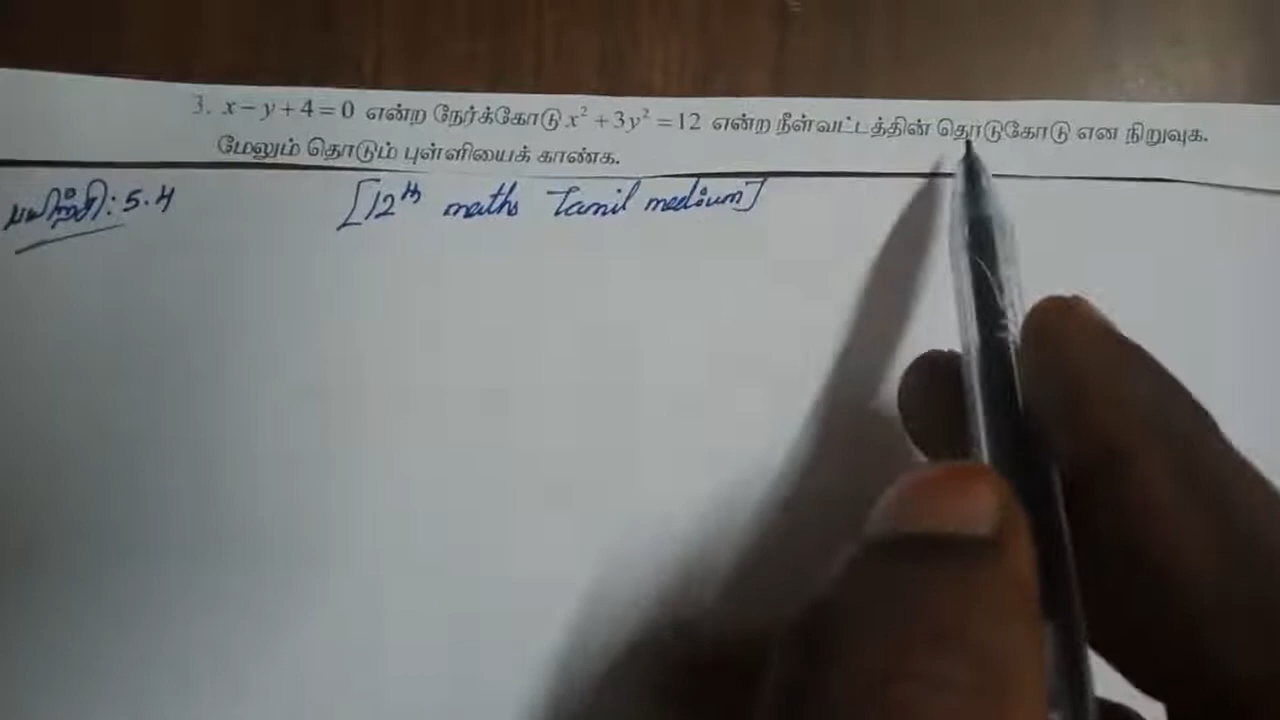 3. x − y + 4 = 0 என்ற நேர்க்கோடு x² + 3y² = 12 என்ற நீள்வட்டத்தின் தொடுகோடு என நிறுவுக.
மேலும் தொடும் புள்ளியைக் காண்க.
பயிற்சி: 5.4 [12th maths Tamil medium]